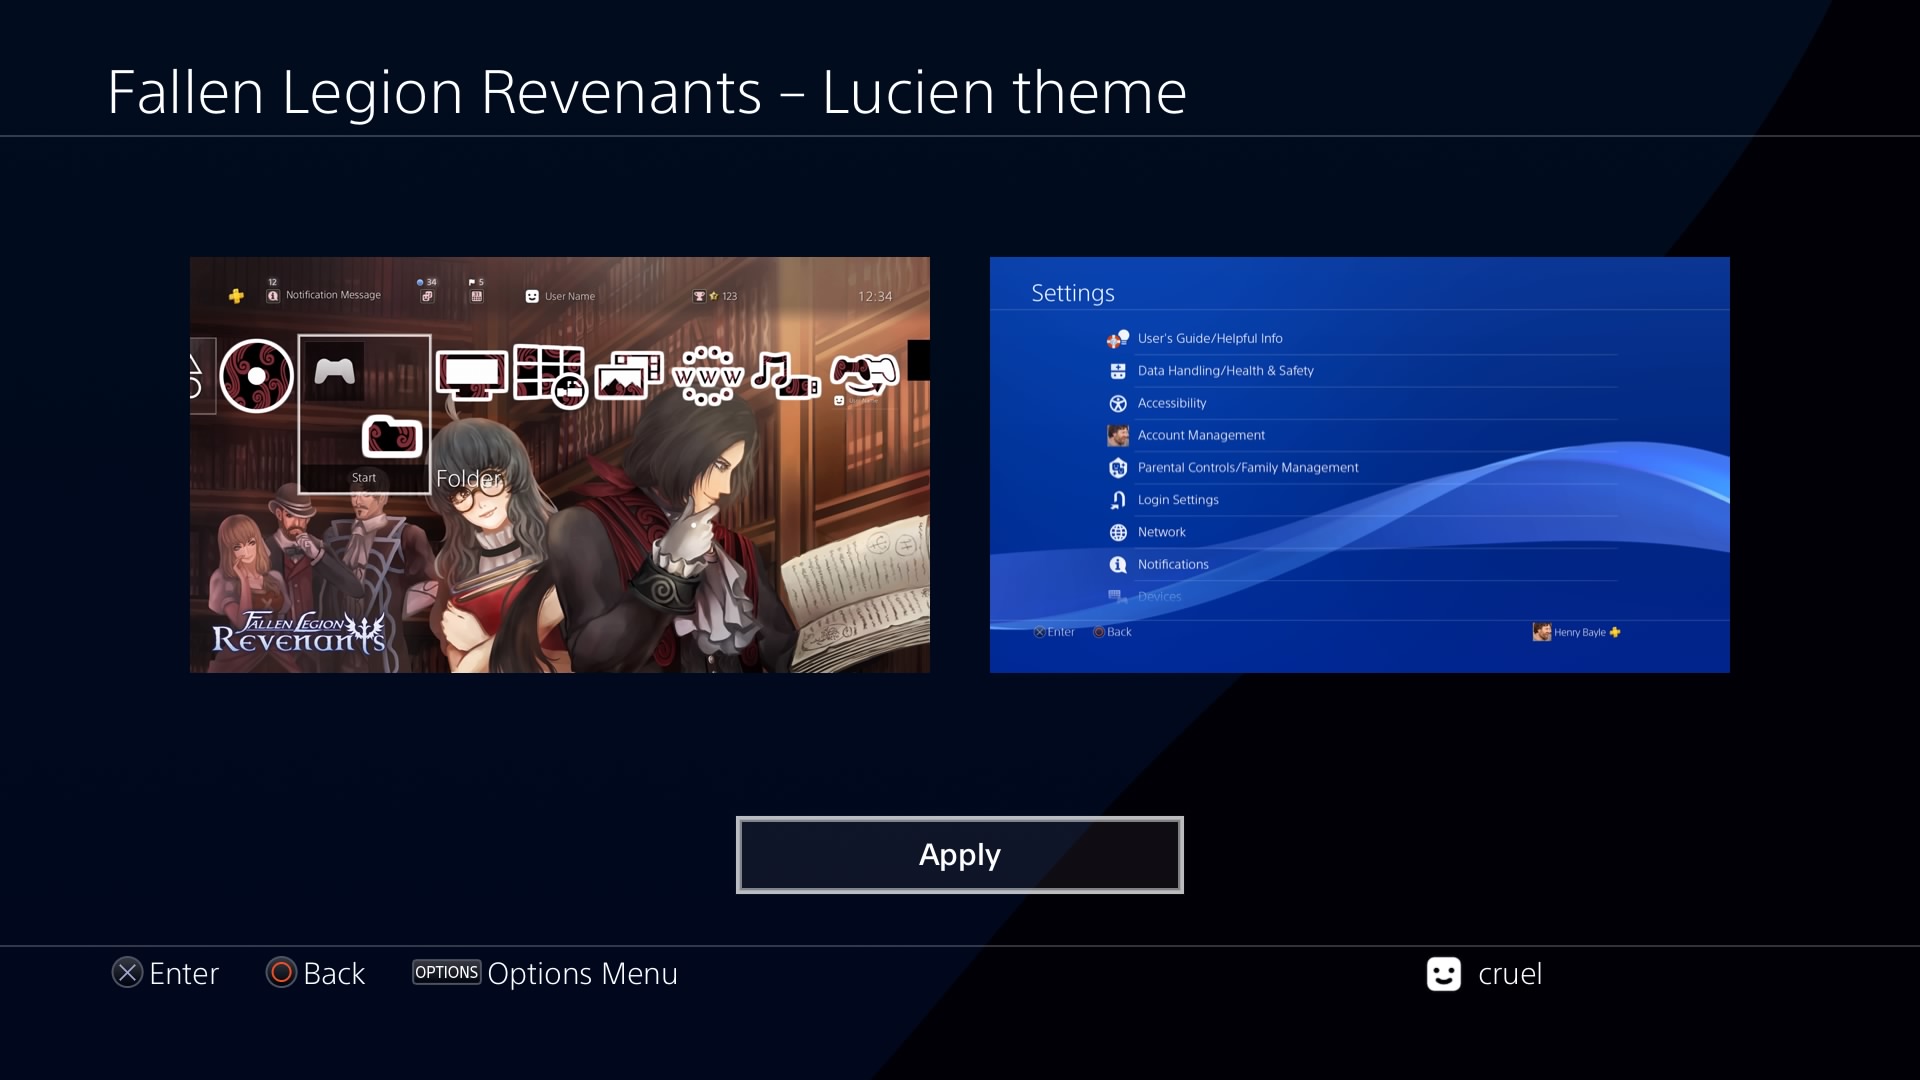 Fallen Legion Revenants – Lucien theme
12
Notification Message
34
5
User Name
123
12:34
www
Start
Folder
FALLEN LEGION
REVENANTS
Settings
User's Guide/Helpful Info
Data Handling/Health & Safety
Accessibility
Account Management
Parental Controls/Family Management
Login Settings
Network
Notifications
Devices
Enter
Back
Henry Bayle
Apply
Enter
Back
OPTIONS Options Menu
cruel